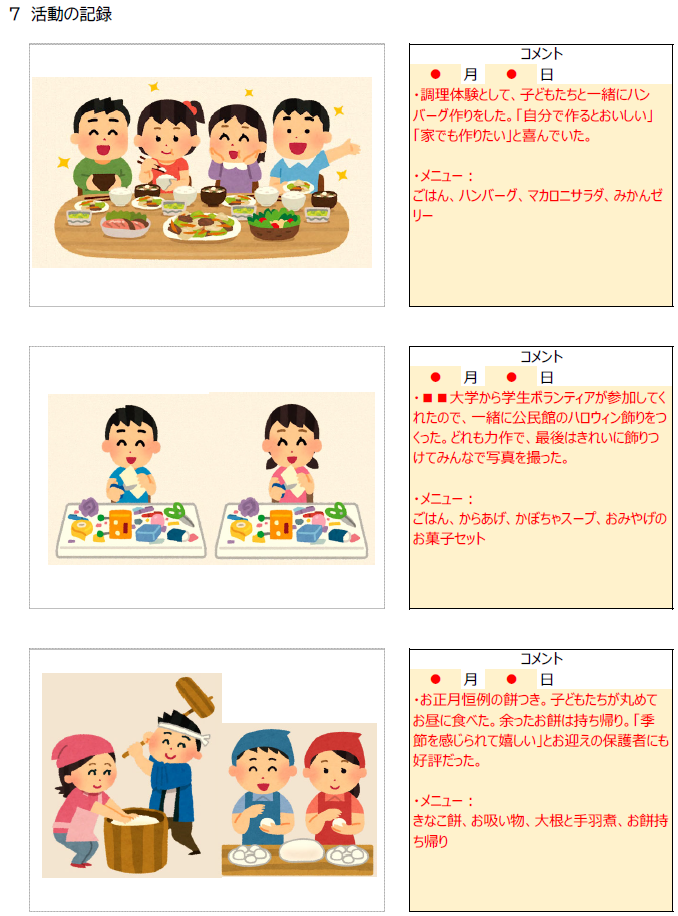 7 活動の記録
コメント
● 月 ● 日
・調理体験として、子どもたちと一緒にハン
バーグ作りをした。「自分で作るとおいしい」
「家でも作りたい」と喜んでいた。
・メニュー：
ごはん、ハンバーグ、マカロニサラダ、みかんゼ
リー
コメント
● 月 ● 日
・■■大学から学生ボランティアが参加してく
れたので、一緒に公民館のハロウィン飾りをつ
くった。どれも力作で、最後はきれいに飾りつ
けてみんなで写真を撮った。
・メニュー：
ごはん、からあげ、かぼちゃスープ、おみやげの
お菓子セット
コメント
● 月 ● 日
・お正月恒例の餅つき。子どもたちが丸めて
お昼に食べた。余ったお餅は持ち帰り。「季
節を感じられて嬉しい」とお迎えの保護者にも
好評だった。
・メニュー：
きなこ餅、お吸い物、大根と手羽煮、お餅持
ち帰り